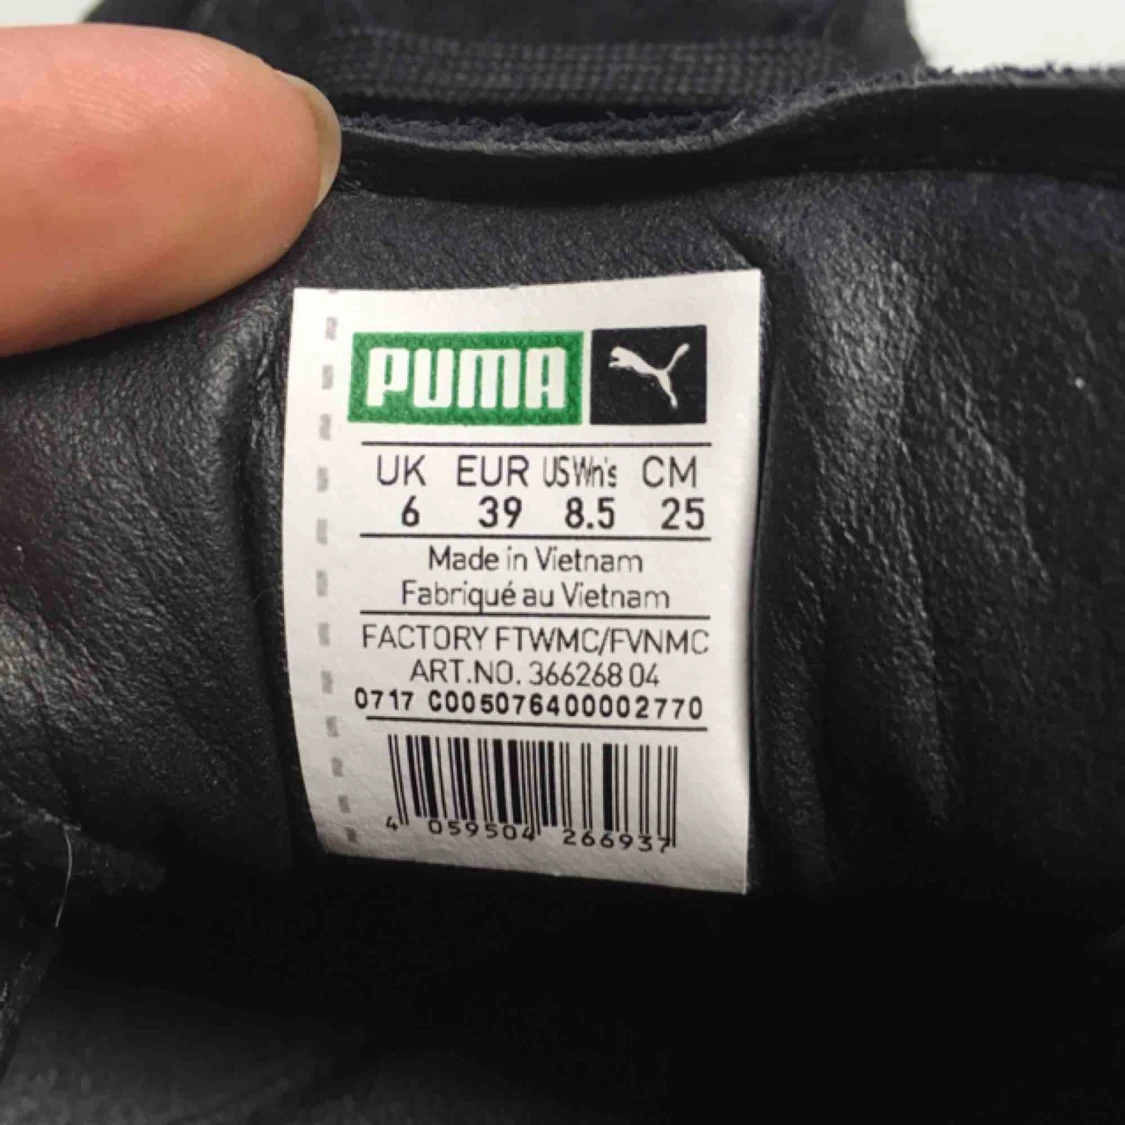 PUMA
UK EUR US Wn's CM
6 39 8.5 25
Made in Vietnam
Fabriqué au Vietnam
FACTORY FTWMC/FVNMC
ART.NO. 366268 04
0717 C005076400002770
4 059504 266937